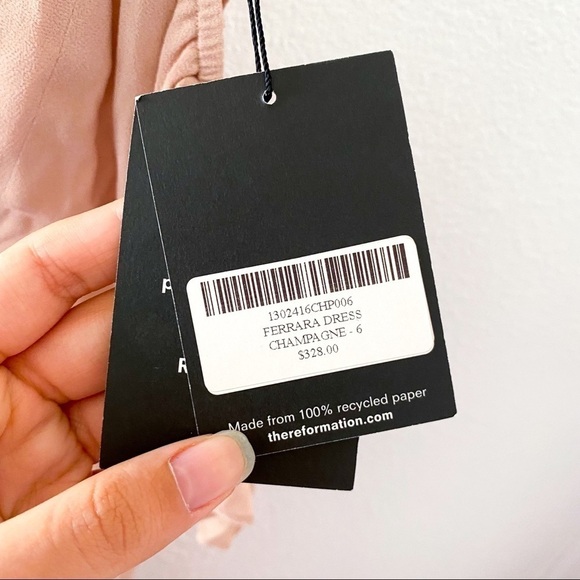 1302416CHP006
FERRARA DRESS
CHAMPAGNE - 6
$328.00
Made from 100% recycled paper
thereformation.com
p
R